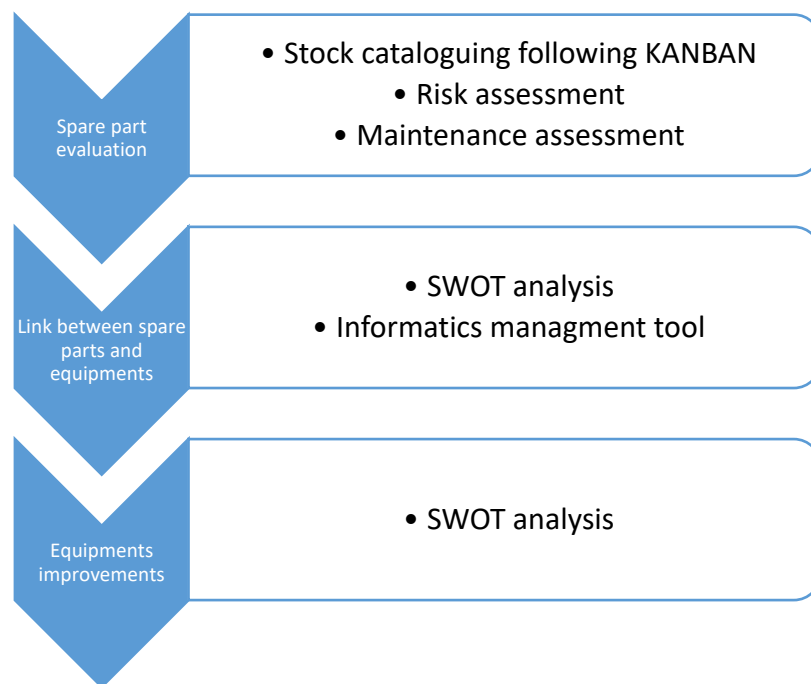 • Stock cataloguing following KANBAN
• Risk assessment
• Maintenance assessment
Spare part
evaluation
• SWOT analysis
• Informatics managment tool
Link between spare
parts and
equipments
• SWOT analysis
Equipments
improvements